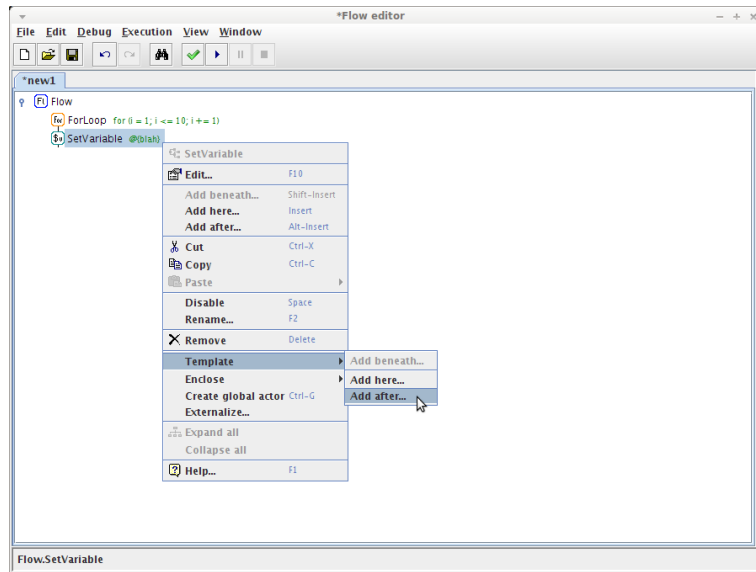 *Flow editor
File Edit Debug Execution View Window
*new1
Fl Flow
for ForLoop for (i = 1; i <= 10; i += 1)
SetVariable @{blah}
SetVariable
Edit... F10
Add beneath... Shift-Insert
Add here... Insert
Add after... Alt-Insert
Cut Ctrl-X
Copy Ctrl-C
Paste
Disable Space
Rename... F2
Remove Delete
Template Add beneath...
Enclose Add here...
Create global actor Ctrl-G Add after...
Externalize...
Expand all
Collapse all
Help... F1
Flow.SetVariable